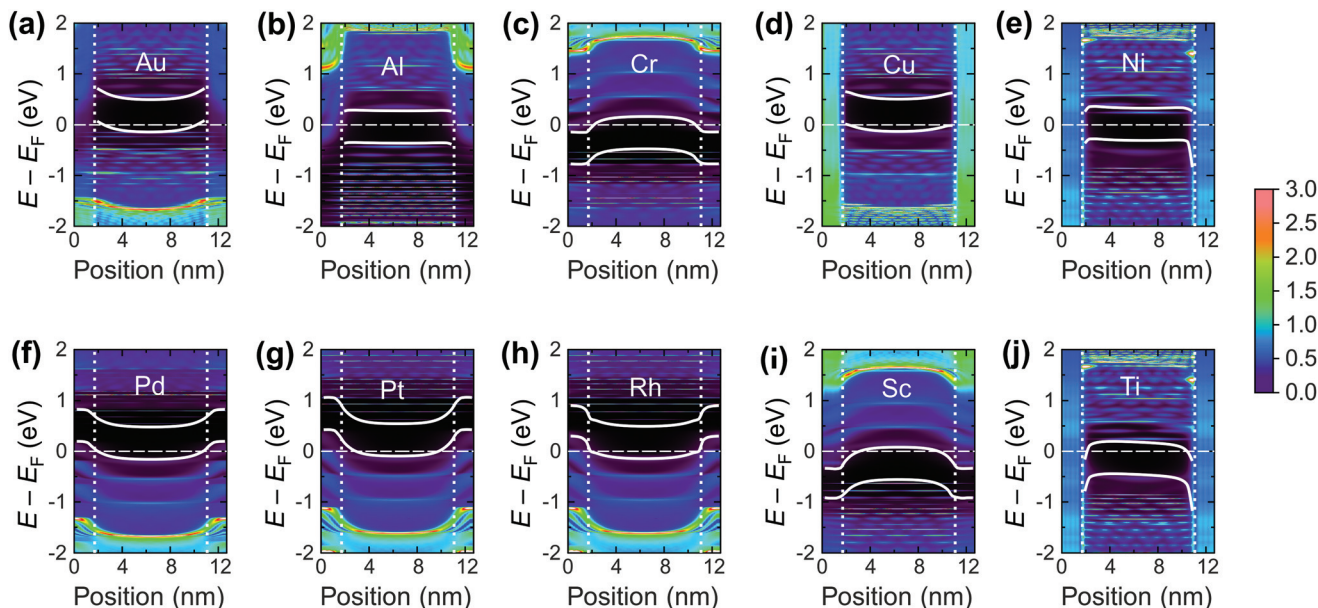 (a) (b) (c) (d) (e)
Au Al Cr Cu Ni
2 2 2 2 2
1 1 1 1 1
0 0 0 0 0
-1 -1 -1 -1 -1
-2 -2 -2 -2 -2
E – EF (eV) E – EF (eV) E – EF (eV) E – EF (eV) E – EF (eV)
0 4 8 12 0 4 8 12 0 4 8 12 0 4 8 12 0 4 8 12
Position (nm) Position (nm) Position (nm) Position (nm) Position (nm)
3.0
2.5
2.0
1.5
1.0
0.5
0.0
(f) (g) (h) (i) (j)
Pd Pt Rh Sc Ti
2 2 2 2 2
1 1 1 1 1
0 0 0 0 0
-1 -1 -1 -1 -1
-2 -2 -2 -2 -2
E – EF (eV) E – EF (eV) E – EF (eV) E – EF (eV) E – EF (eV)
0 4 8 12 0 4 8 12 0 4 8 12 0 4 8 12 0 4 8 12
Position (nm) Position (nm) Position (nm) Position (nm) Position (nm)